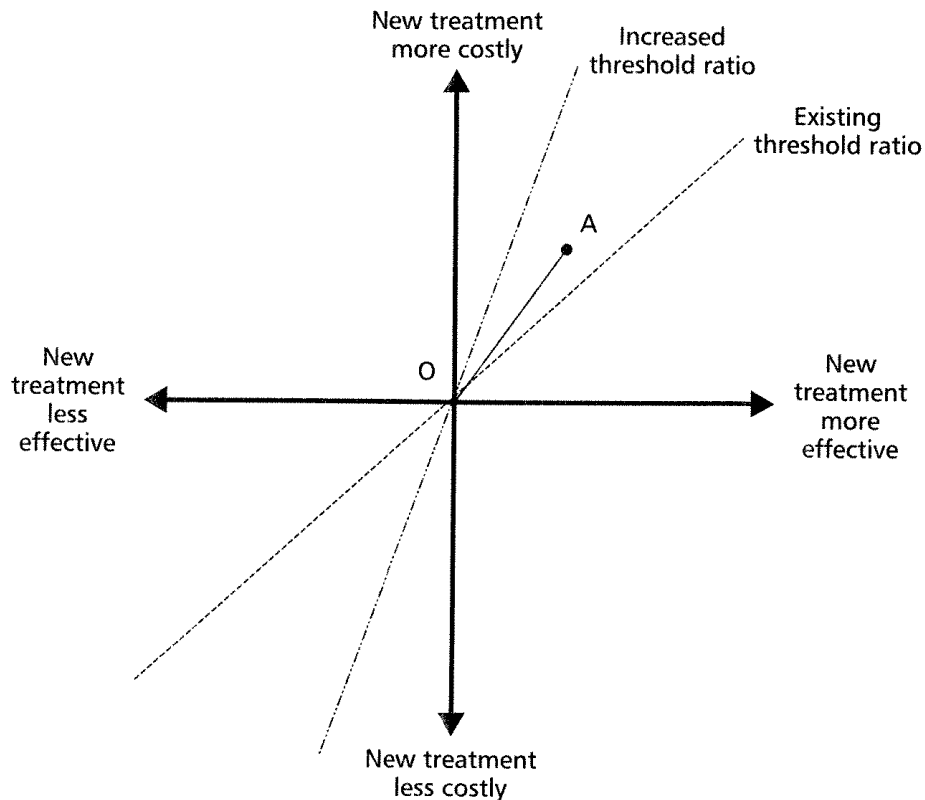 New treatment
more costly
Increased
threshold ratio
Existing
threshold ratio
A
O
New
treatment
less
effective
New
treatment
more
effective
New treatment
less costly